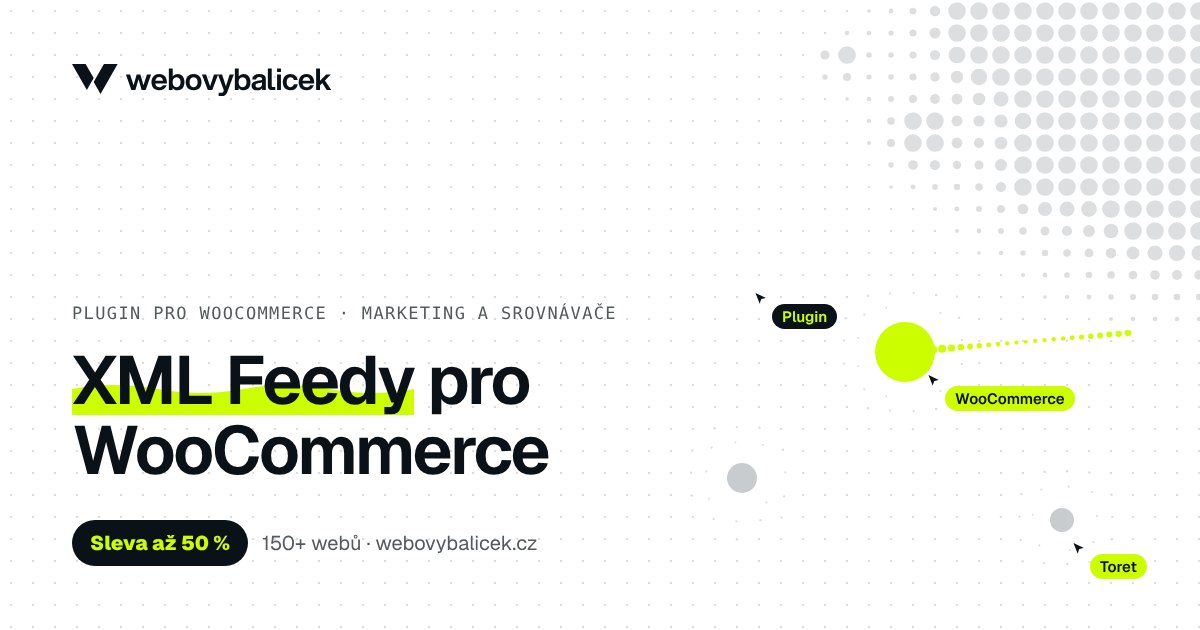 webovybalicek
PLUGIN PRO WOOCOMMERCE · MARKETING A SROVNÁVAČE
XML Feedy pro
WooCommerce
Sleva až 50 %
150+ webů · webovybalicek.cz
Plugin
WooCommerce
Toret